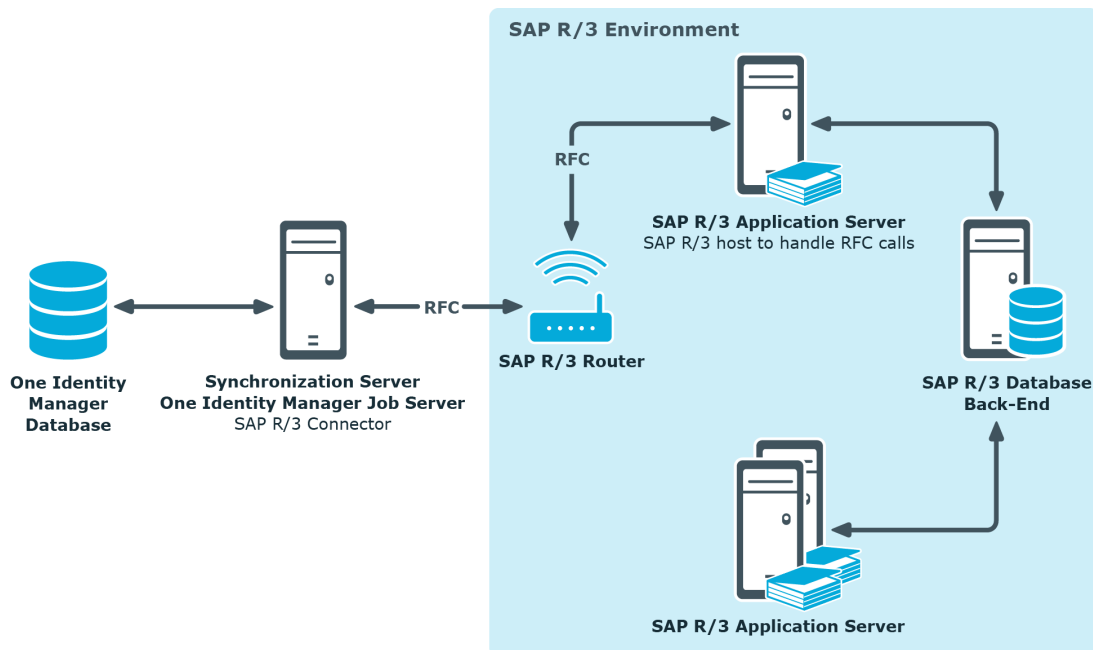 SAP R/3 Environment
RFC
SAP R/3 Application Server
SAP R/3 host to handle RFC calls
RFC
SAP R/3 Router
One Identity
Manager
Database
Synchronization Server
One Identity Manager Job Server
SAP R/3 Connector
SAP R/3 Database
Back-End
SAP R/3 Application Server